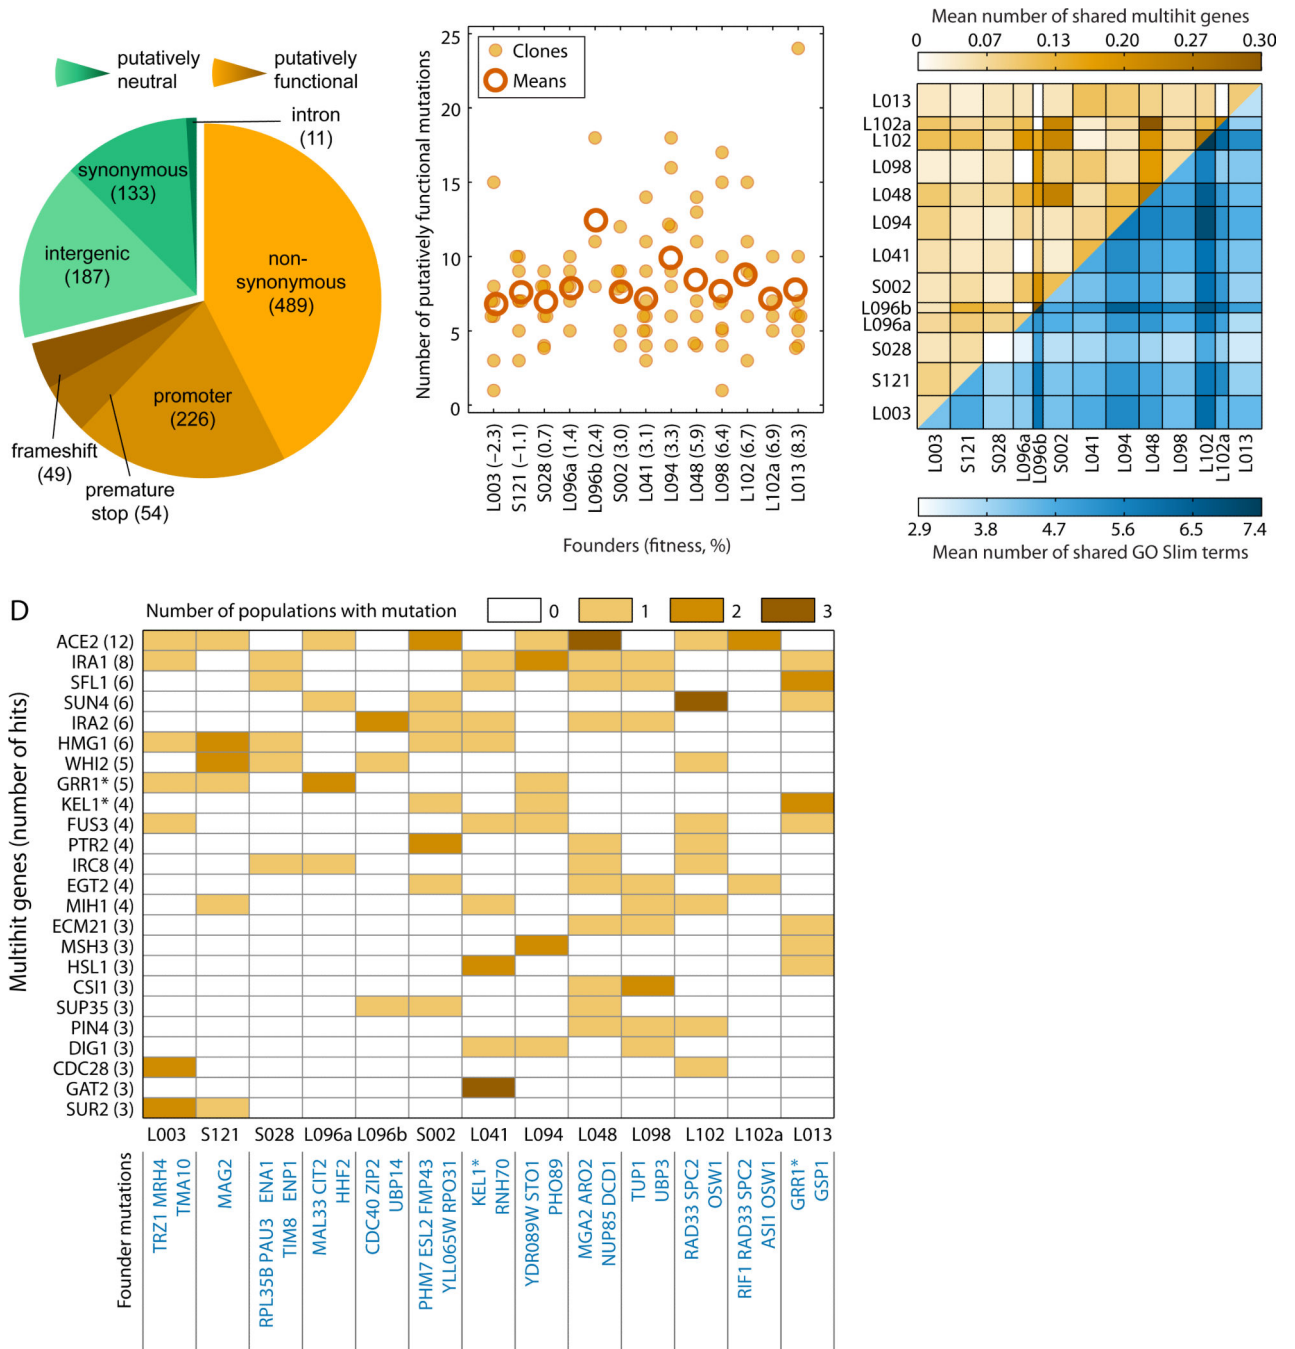 putatively
neutral
putatively
functional
intron
(11)
synonymous
(133)
intergenic
(187)
non-
synonymous
(489)
promoter
(226)
frameshift
(49)
premature
stop (54)
Number of putatively functional mutations
25
20
15
10
5
0
Clones
Means
L003 (−2.3)
S121 (−1.1)
S028 (0.7)
L096a (1.4)
L096b (2.4)
S002 (3.0)
L041 (3.1)
L094 (3.3)
L048 (5.9)
L098 (6.4)
L102 (6.7)
L102a (6.9)
L013 (8.3)
Founders (fitness, %)
Mean number of shared multihit genes
0 0.07 0.13 0.20 0.27 0.30
L013
L102a
L102
L098
L048
L094
L041
S002
L096b
L096a
S028
S121
L003
L003 S121 S028 L096a L096b S002 L041 L094 L048 L098 L102 L102a L013
2.9 3.8 4.7 5.6 6.5 7.4
Mean number of shared GO Slim terms
D
Number of populations with mutation 0 1 2 3
Multihit genes (number of hits)
ACE2 (12)
IRA1 (8)
SFL1 (6)
SUN4 (6)
IRA2 (6)
HMG1 (6)
WHI2 (5)
GRR1* (5)
KEL1* (4)
FUS3 (4)
PTR2 (4)
IRC8 (4)
EGT2 (4)
MIH1 (4)
ECM21 (3)
MSH3 (3)
HSL1 (3)
CSI1 (3)
SUP35 (3)
PIN4 (3)
DIG1 (3)
CDC28 (3)
GAT2 (3)
SUR2 (3)
L003 S121 S028 L096a L096b S002 L041 L094 L048 L098 L102 L102a L013
Founder mutations
TRZ1 MRH4
TMA10
MAG2
RPL35B PAU3 ENA1
TIM8 ENP1
MAL33 CIT2
HHF2
CDC40 ZIP2
UBP14
PHM7 ESL2 FMP43
YLL065W RPO31
KEL1*
RNH70
YDR089W STO1
PHO89
MGA2 ARO2
NUP85 DCD1
TUP1
UBP3
RAD33 SPC2
OSW1
RIF1 RAD33 SPC2
ASI1 OSW1
GRR1*
GSP1